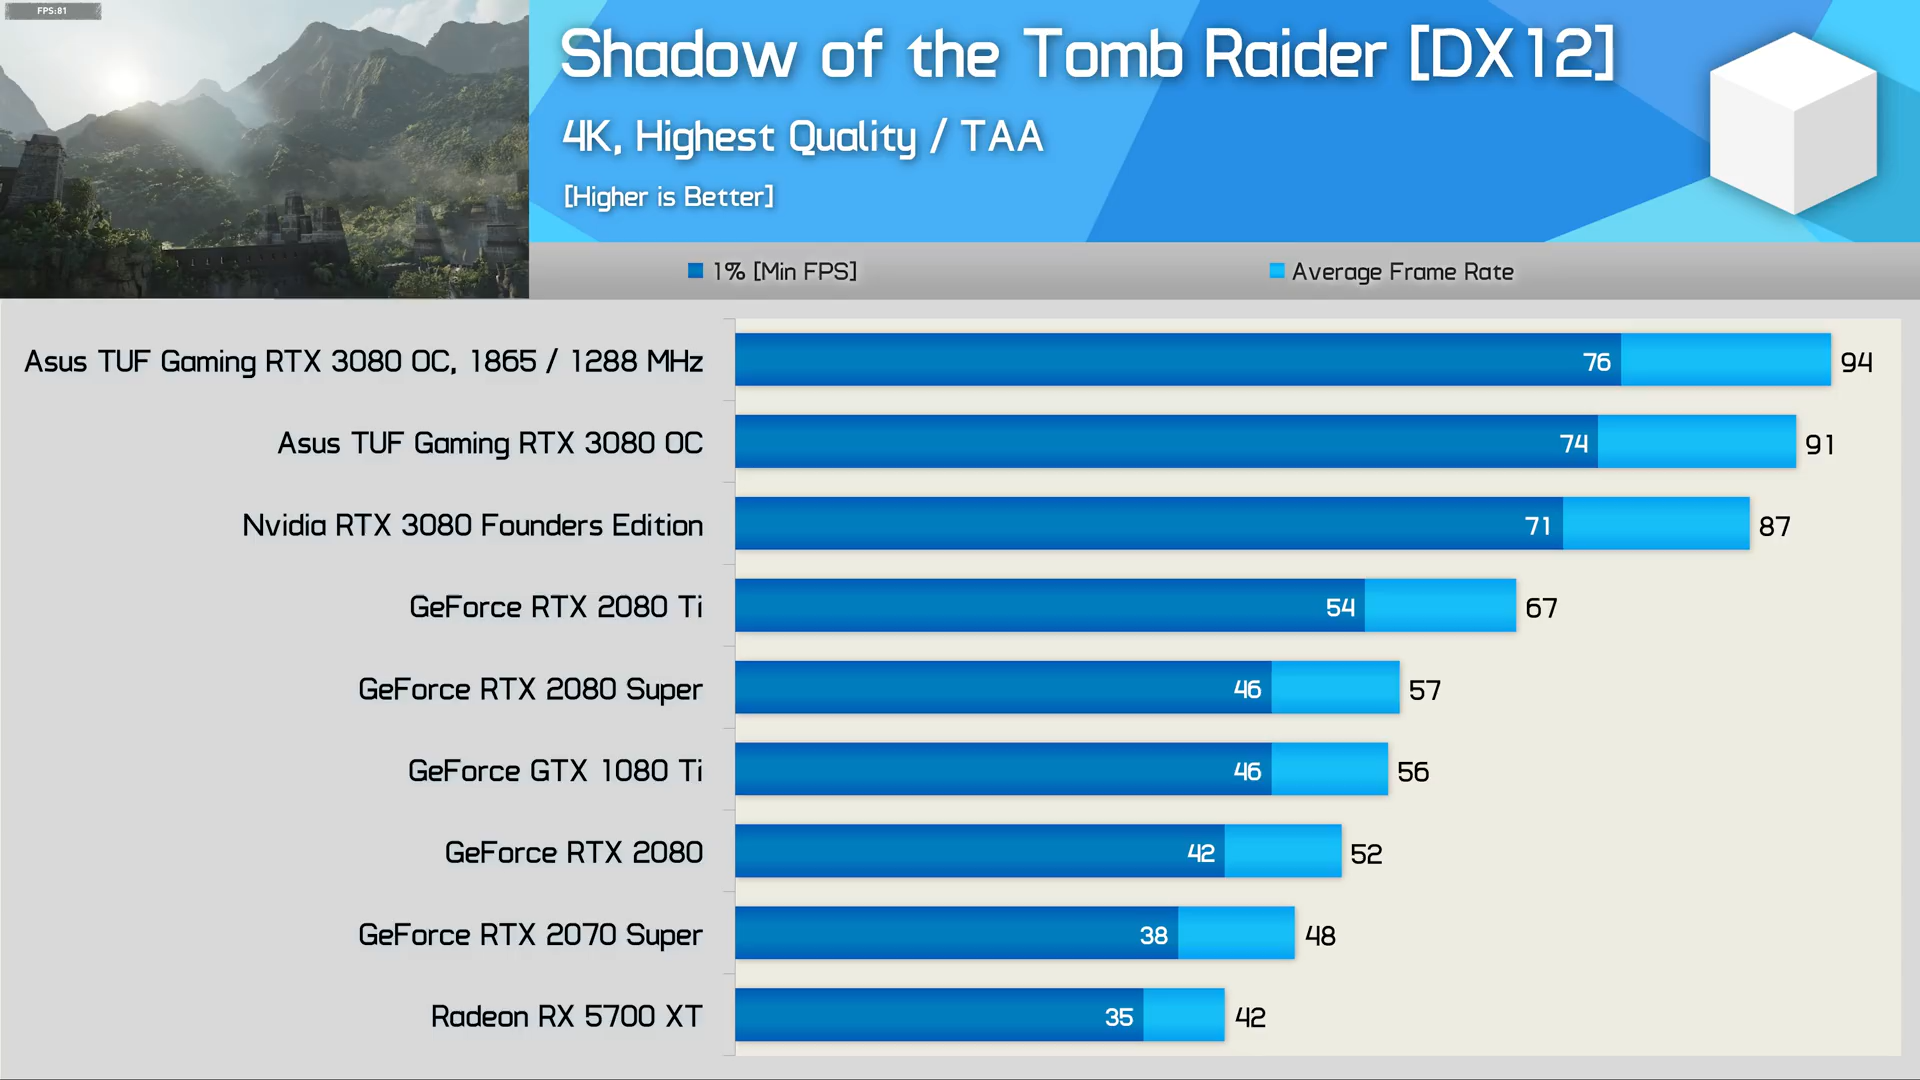 FPS:81
Shadow of the Tomb Raider [DX12]
4K, Highest Quality / TAA
[Higher is Better]
1% [Min FPS]
Average Frame Rate
Asus TUF Gaming RTX 3080 OC, 1865 / 1288 MHz 76 94
Asus TUF Gaming RTX 3080 OC 74 91
Nvidia RTX 3080 Founders Edition 71 87
GeForce RTX 2080 Ti 54 67
GeForce RTX 2080 Super 46 57
GeForce GTX 1080 Ti 46 56
GeForce RTX 2080 42 52
GeForce RTX 2070 Super 38 48
Radeon RX 5700 XT 35 42